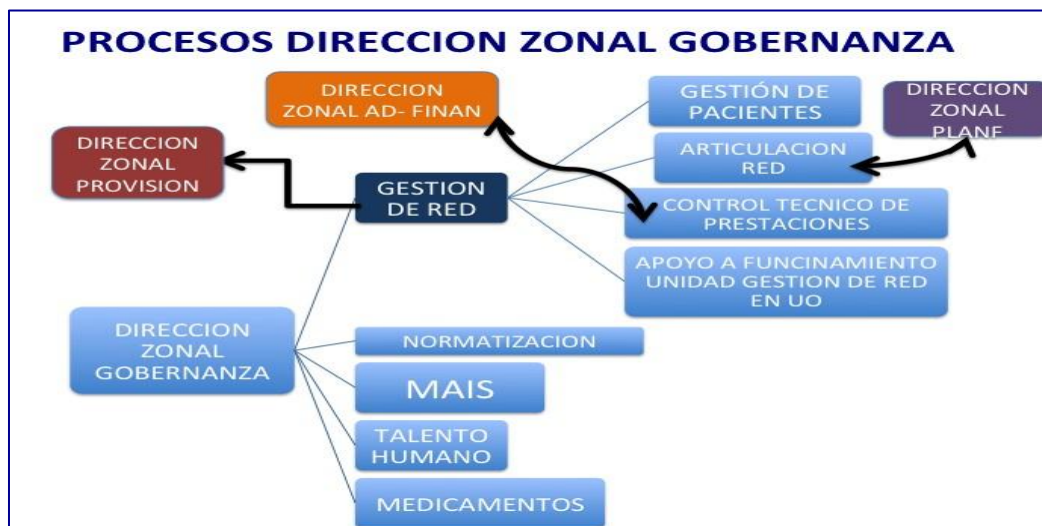 PROCESOS DIRECCION ZONAL GOBERNANZA
DIRECCION
ZONAL AD- FINAN
GESTIÓN DE
PACIENTES
DIRECCION
ZONAL
PLANF
DIRECCION
ZONAL
PROVISION
ARTICULACION
RED
GESTION
DE RED
CONTROL TECNICO DE
PRESTACIONES
APOYO A FUNCINAMIENTO
UNIDAD GESTION DE RED
EN UO
DIRECCION
ZONAL
GOBERNANZA
NORMATIZACION
MAIS
TALENTO
HUMANO
MEDICAMENTOS